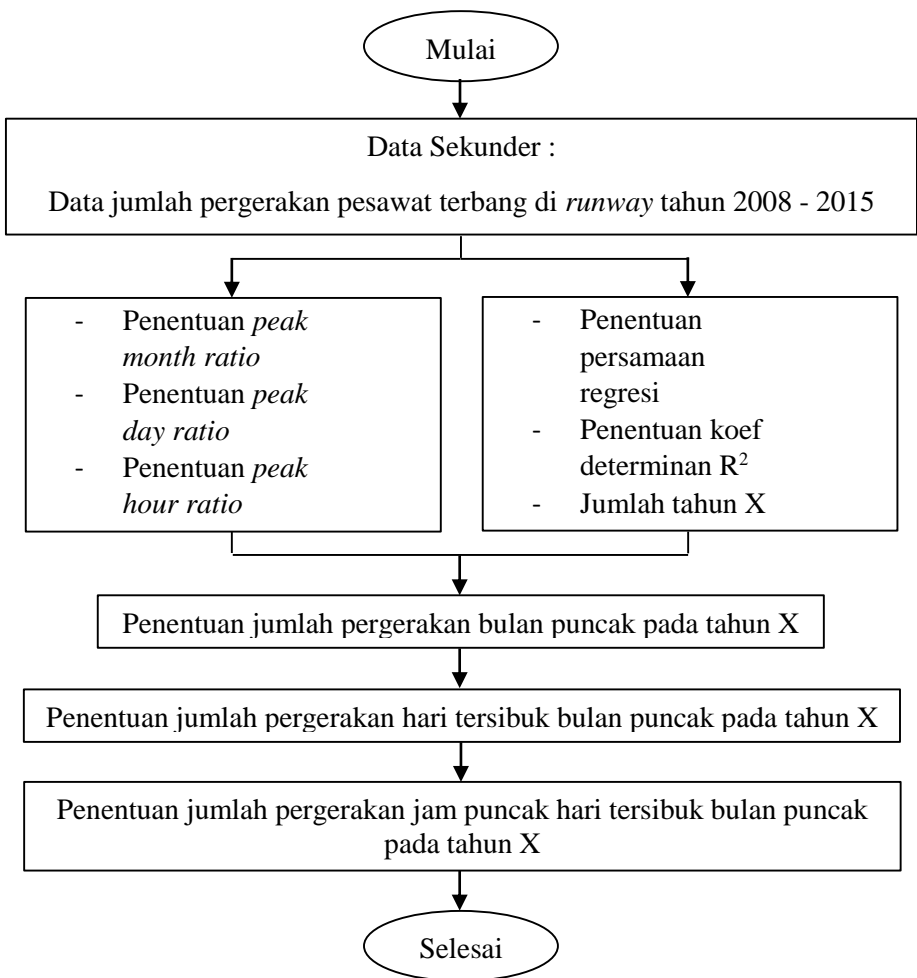 Mulai
Data Sekunder :
Data jumlah pergerakan pesawat terbang di runway tahun 2008 - 2015
- Penentuan peak
month ratio
- Penentuan peak
day ratio
- Penentuan peak
hour ratio
- Penentuan
persamaan
regresi
- Penentuan koef
determinan R²
- Jumlah tahun X
Penentuan jumlah pergerakan bulan puncak pada tahun X
Penentuan jumlah pergerakan hari tersibuk bulan puncak pada tahun X
Penentuan jumlah pergerakan jam puncak hari tersibuk bulan puncak
pada tahun X
Selesai